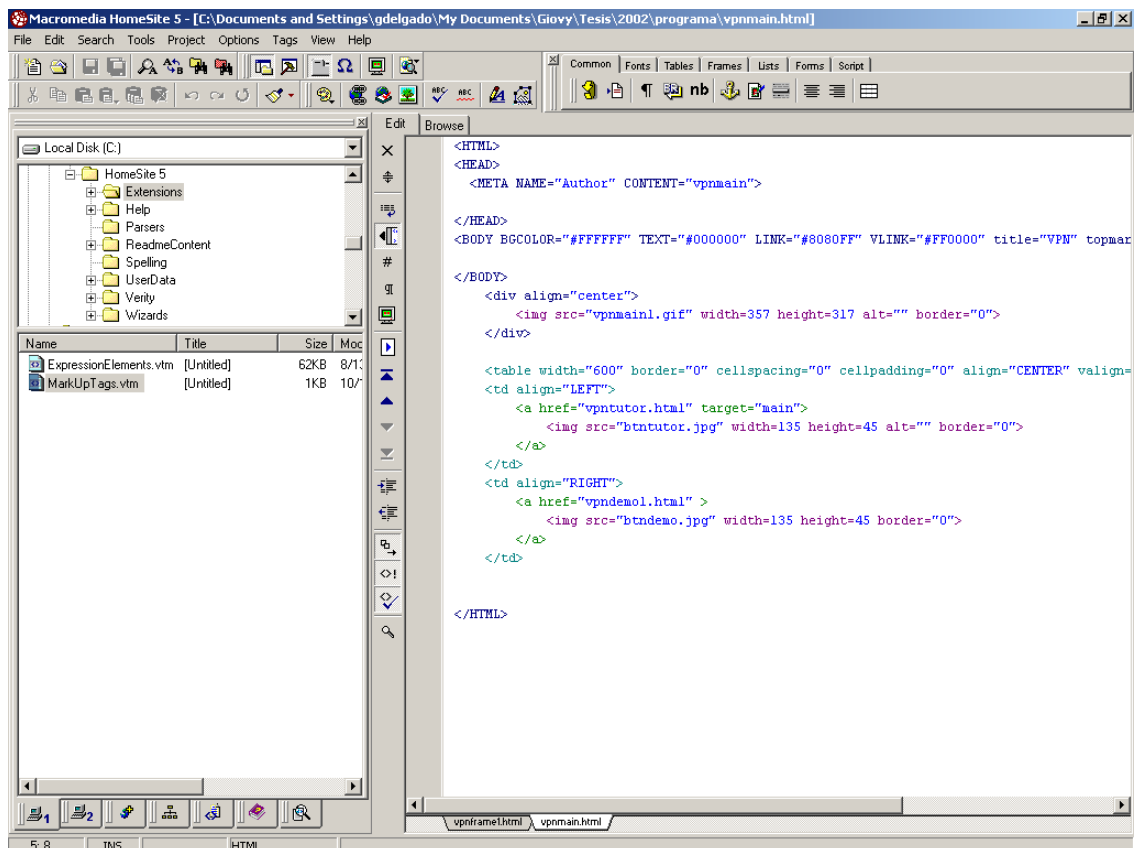 Macromedia HomeSite 5 - [C:\Documents and Settings\gdelgado\My Documents\Giovy\Tesis\2002\programa\vpnmain.html]
File Edit Search Tools Project Options Tags View Help
Common Fonts Tables Frames Lists Forms Script
nb
Edit Browse
Local Disk (C:)
HomeSite 5
Extensions
Help
Parsers
ReadmeContent
Spelling
UserData
Verity
Wizards
Name Title Size Moc
ExpressionElements.vtm [Untitled] 62KB 8/1
MarkUpTags.vtm [Untitled] 1KB 10/
<HTML>
<HEAD>
<META NAME="Author" CONTENT="vpnmain">
</HEAD>
<BODY BGCOLOR="#FFFFFF" TEXT="#000000" LINK="#8080FF" VLINK="#FF0000" title="VPN" topmar
</BODY>
<div align="center">
<img src="vpnmain1.gif" width=357 height=317 alt="" border="0">
</div>
<table width="600" border="0" cellspacing="0" cellpadding="0" align="CENTER" valign=
<td align="LEFT">
<a href="vpntutor.html" target="main">
<img src="btntutor.jpg" width=135 height=45 alt="" border="0">
</a>
</td>
<td align="RIGHT">
<a href="vpndemo1.html" >
<img src="btndemo.jpg" width=135 height=45 border="0">
</a>
</td>
</HTML>
vpnframe1.html vpnmain.html
5: 8 INS HTML